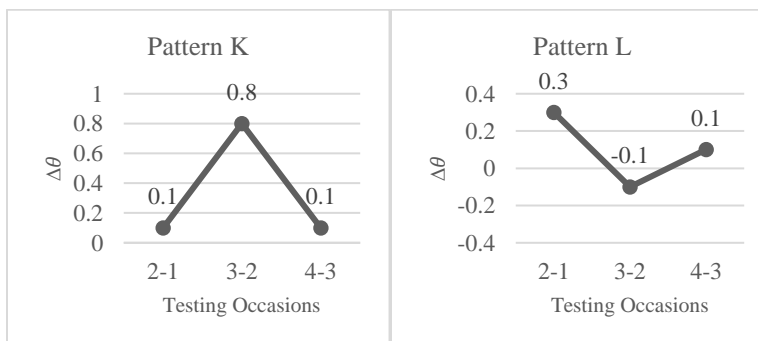 Pattern K
1
0.8
0.6
0.4
0.2
0
Δθ
0.1
0.8
0.1
2-1 3-2 4-3
Testing Occasions
Pattern L
0.4
0.2
0
-0.2
-0.4
Δθ
0.3
-0.1
0.1
2-1 3-2 4-3
Testing Occasions